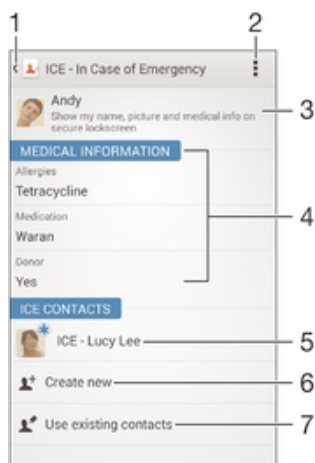 1
2
ICE - In Case of Emergency
Andy
Show my name, picture and medical info on
secure lockscreen
3
MEDICAL INFORMATION
4
Allergies
Tetracycline
Medication
Waran
Donor
Yes
ICE CONTACTS
ICE - Lucy Lee
5
Create new
6
Use existing contacts
7